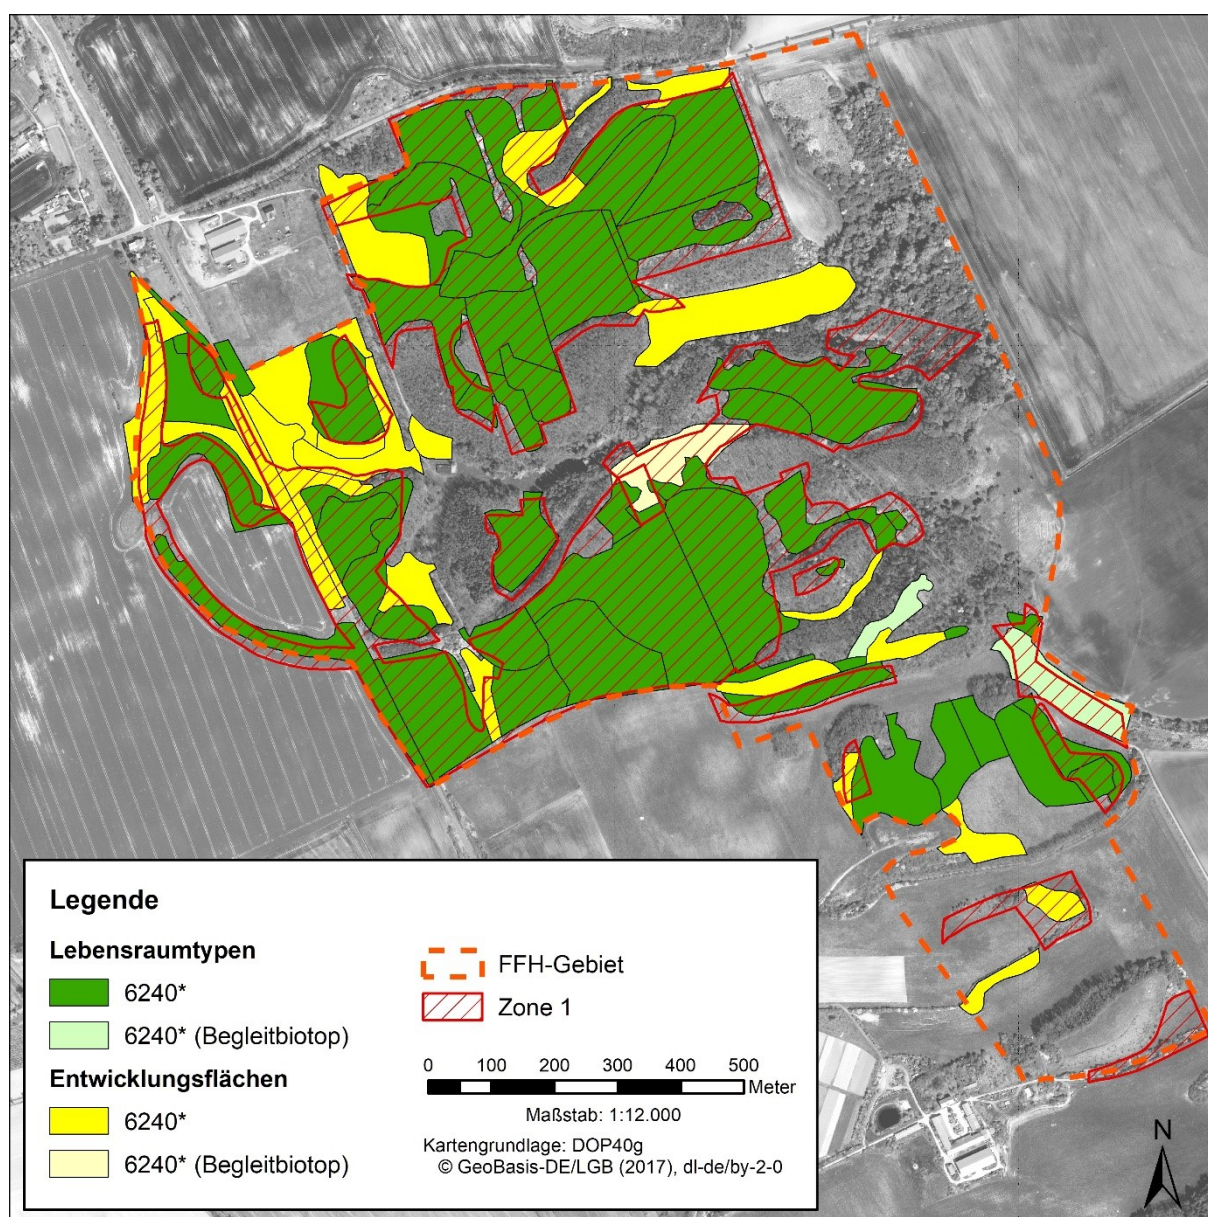 Legende
Lebensraumtypen
6240*
6240* (Begleitbiotop)
Entwicklungsflächen
6240*
6240* (Begleitbiotop)
FFH-Gebiet
Zone 1
0 100 200 300 400 500
Meter
Maßstab: 1:12.000
Kartengrundlage: DOP40g
© GeoBasis-DE/LGB (2017), dl-de/by-2-0
N